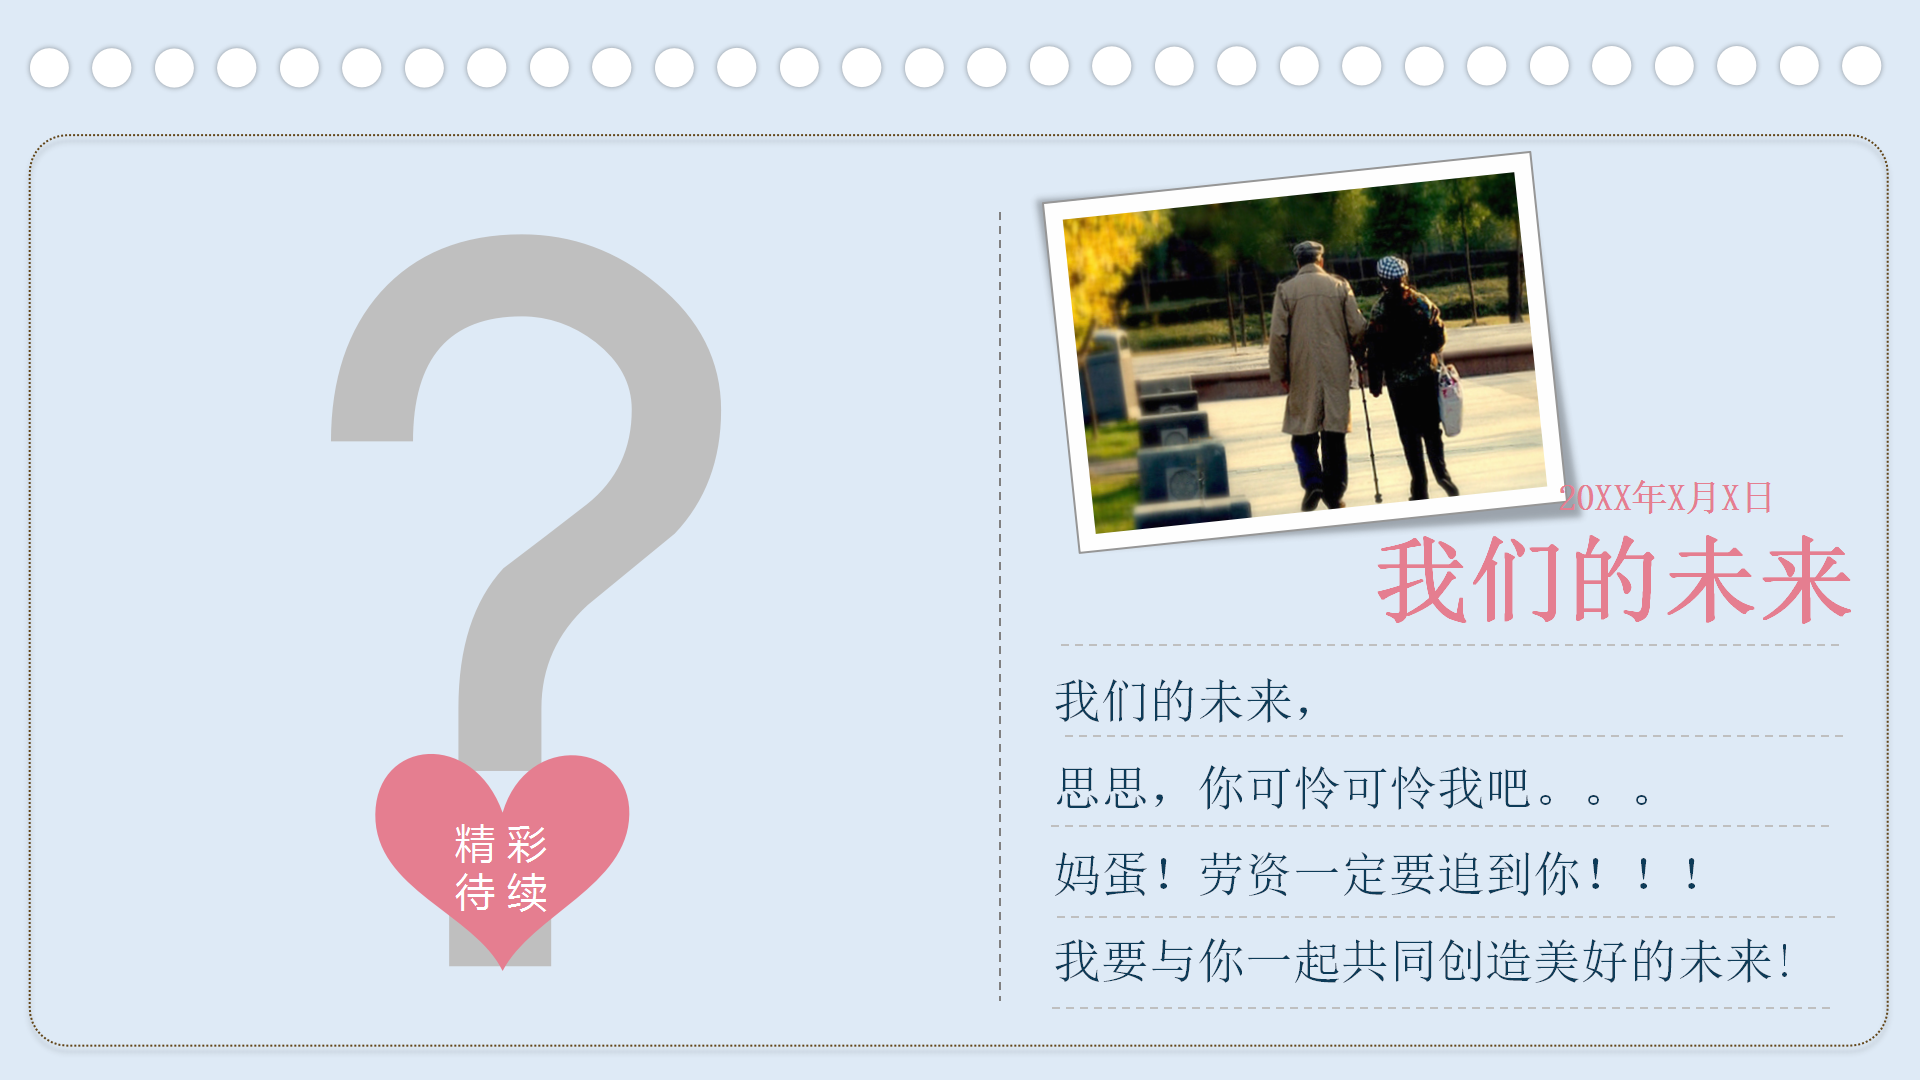 20XX年X月X日
我们的未来
我们的未来，
思思，你可怜可怜我吧。。。
妈蛋！劳资一定要追到你！！！
我要与你一起共同创造美好的未来!
精彩
待续